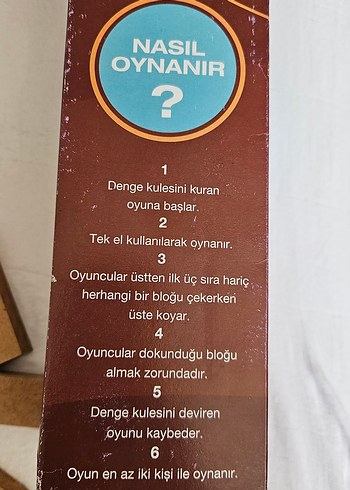 NASIL
OYNANIR
?
1
Denge kulesini kuran
oyuna başlar.
2
Tek el kullanılarak oynanır.
3
Oyuncular üstten ilk üç sıra hariç
herhangi bir bloğu çekerken
üste koyar.
4
Oyuncular dokunduğu bloğu
almak zorundadır.
5
Denge kulesini deviren
oyunu kaybeder.
6
Oyun en az iki kişi ile oynanır.